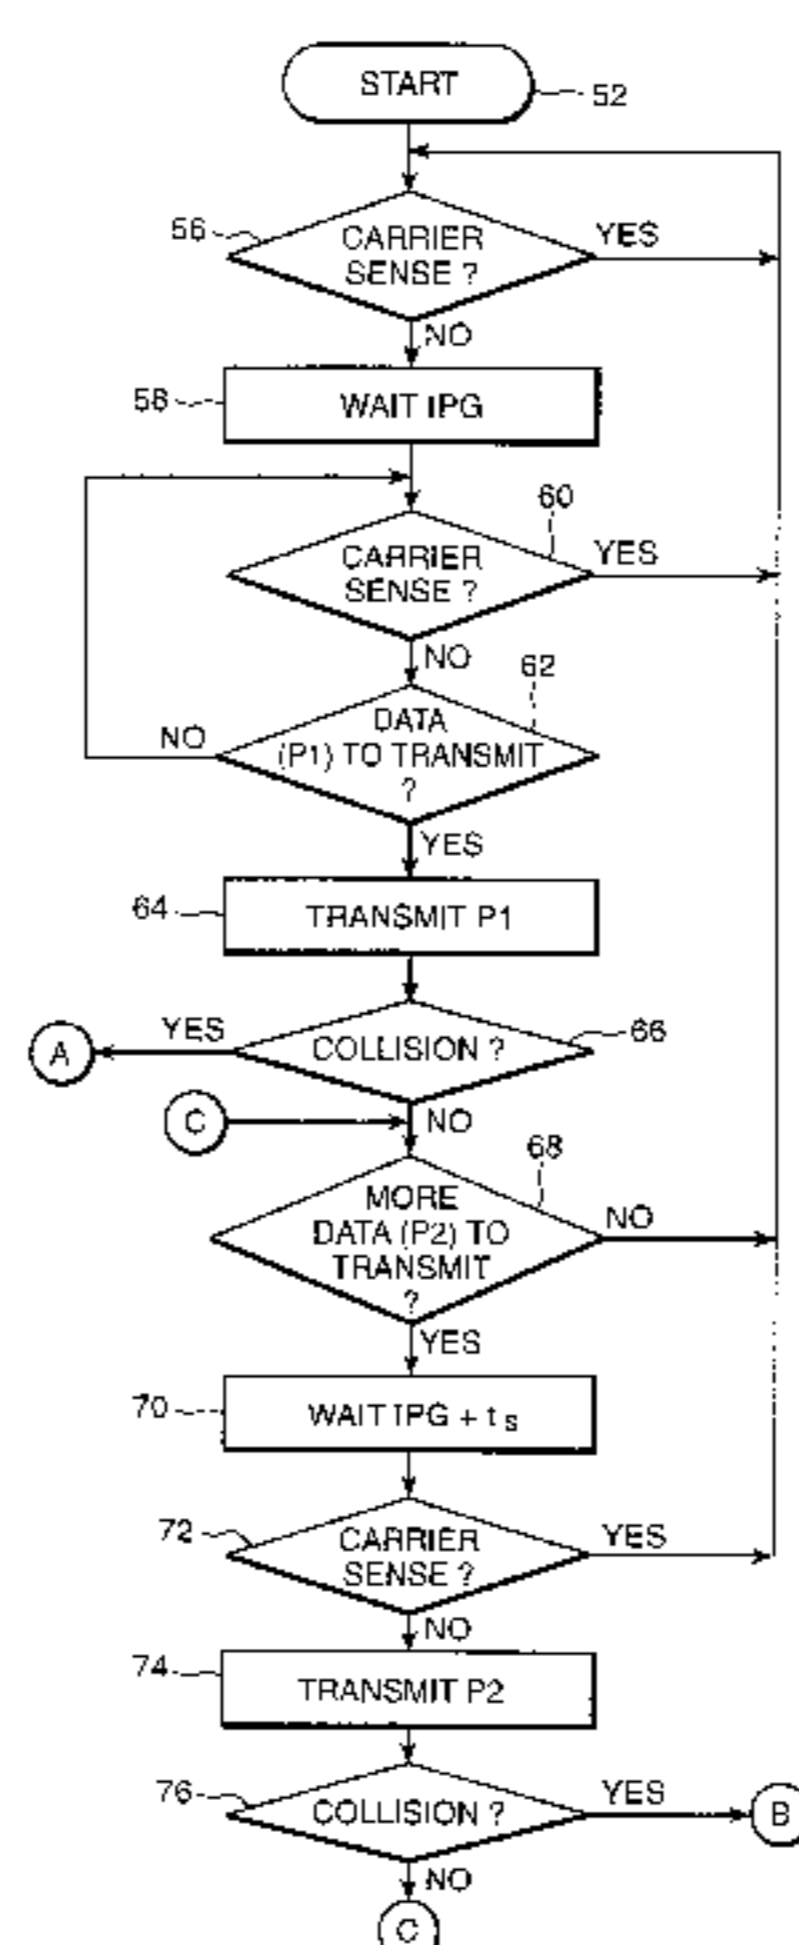 START
52
56
CARRIER
SENSE ?
YES
NO
58
WAIT IPG
60
CARRIER
SENSE ?
YES
NO
62
DATA
(P1) TO TRANSMIT
?
NO
YES
64
TRANSMIT P1
A
YES
COLLISION ?
66
C
NO
68
MORE
DATA (P2) TO
TRANSMIT
?
NO
YES
70
WAIT IPG + t s
72
CARRIER
SENSE ?
YES
NO
74
TRANSMIT P2
76
COLLISION ?
YES
B
NO
C